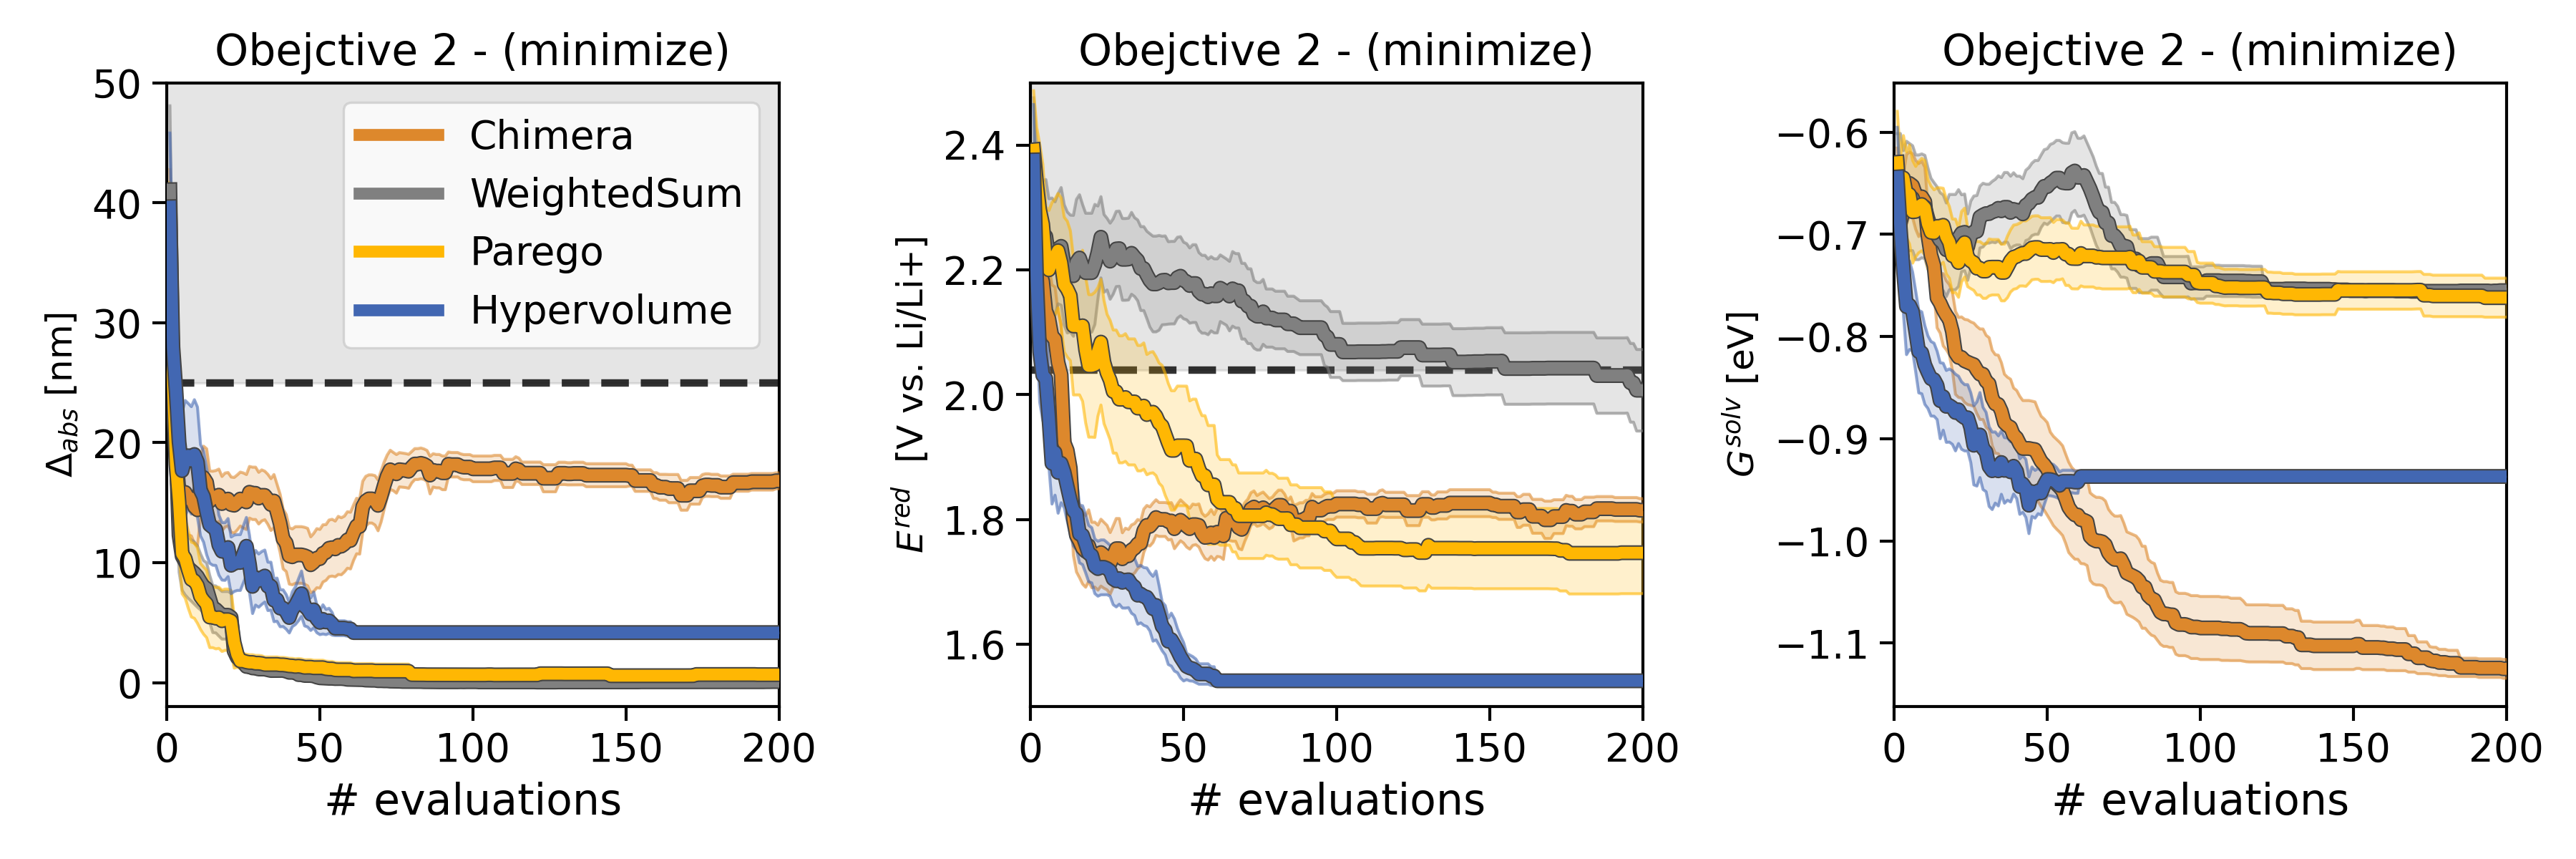 Obejctive 2 - (minimize)
50
40
30
20
10
0
Δabs [nm]
Chimera
WeightedSum
Parego
Hypervolume
0 50 100 150 200
# evaluations
Obejctive 2 - (minimize)
2.4
2.2
2.0
1.8
1.6
E^red [V vs. Li/Li+]
0 50 100 150 200
# evaluations
Obejctive 2 - (minimize)
−0.6
−0.7
−0.8
−0.9
−1.0
−1.1
G^solv [eV]
0 50 100 150 200
# evaluations